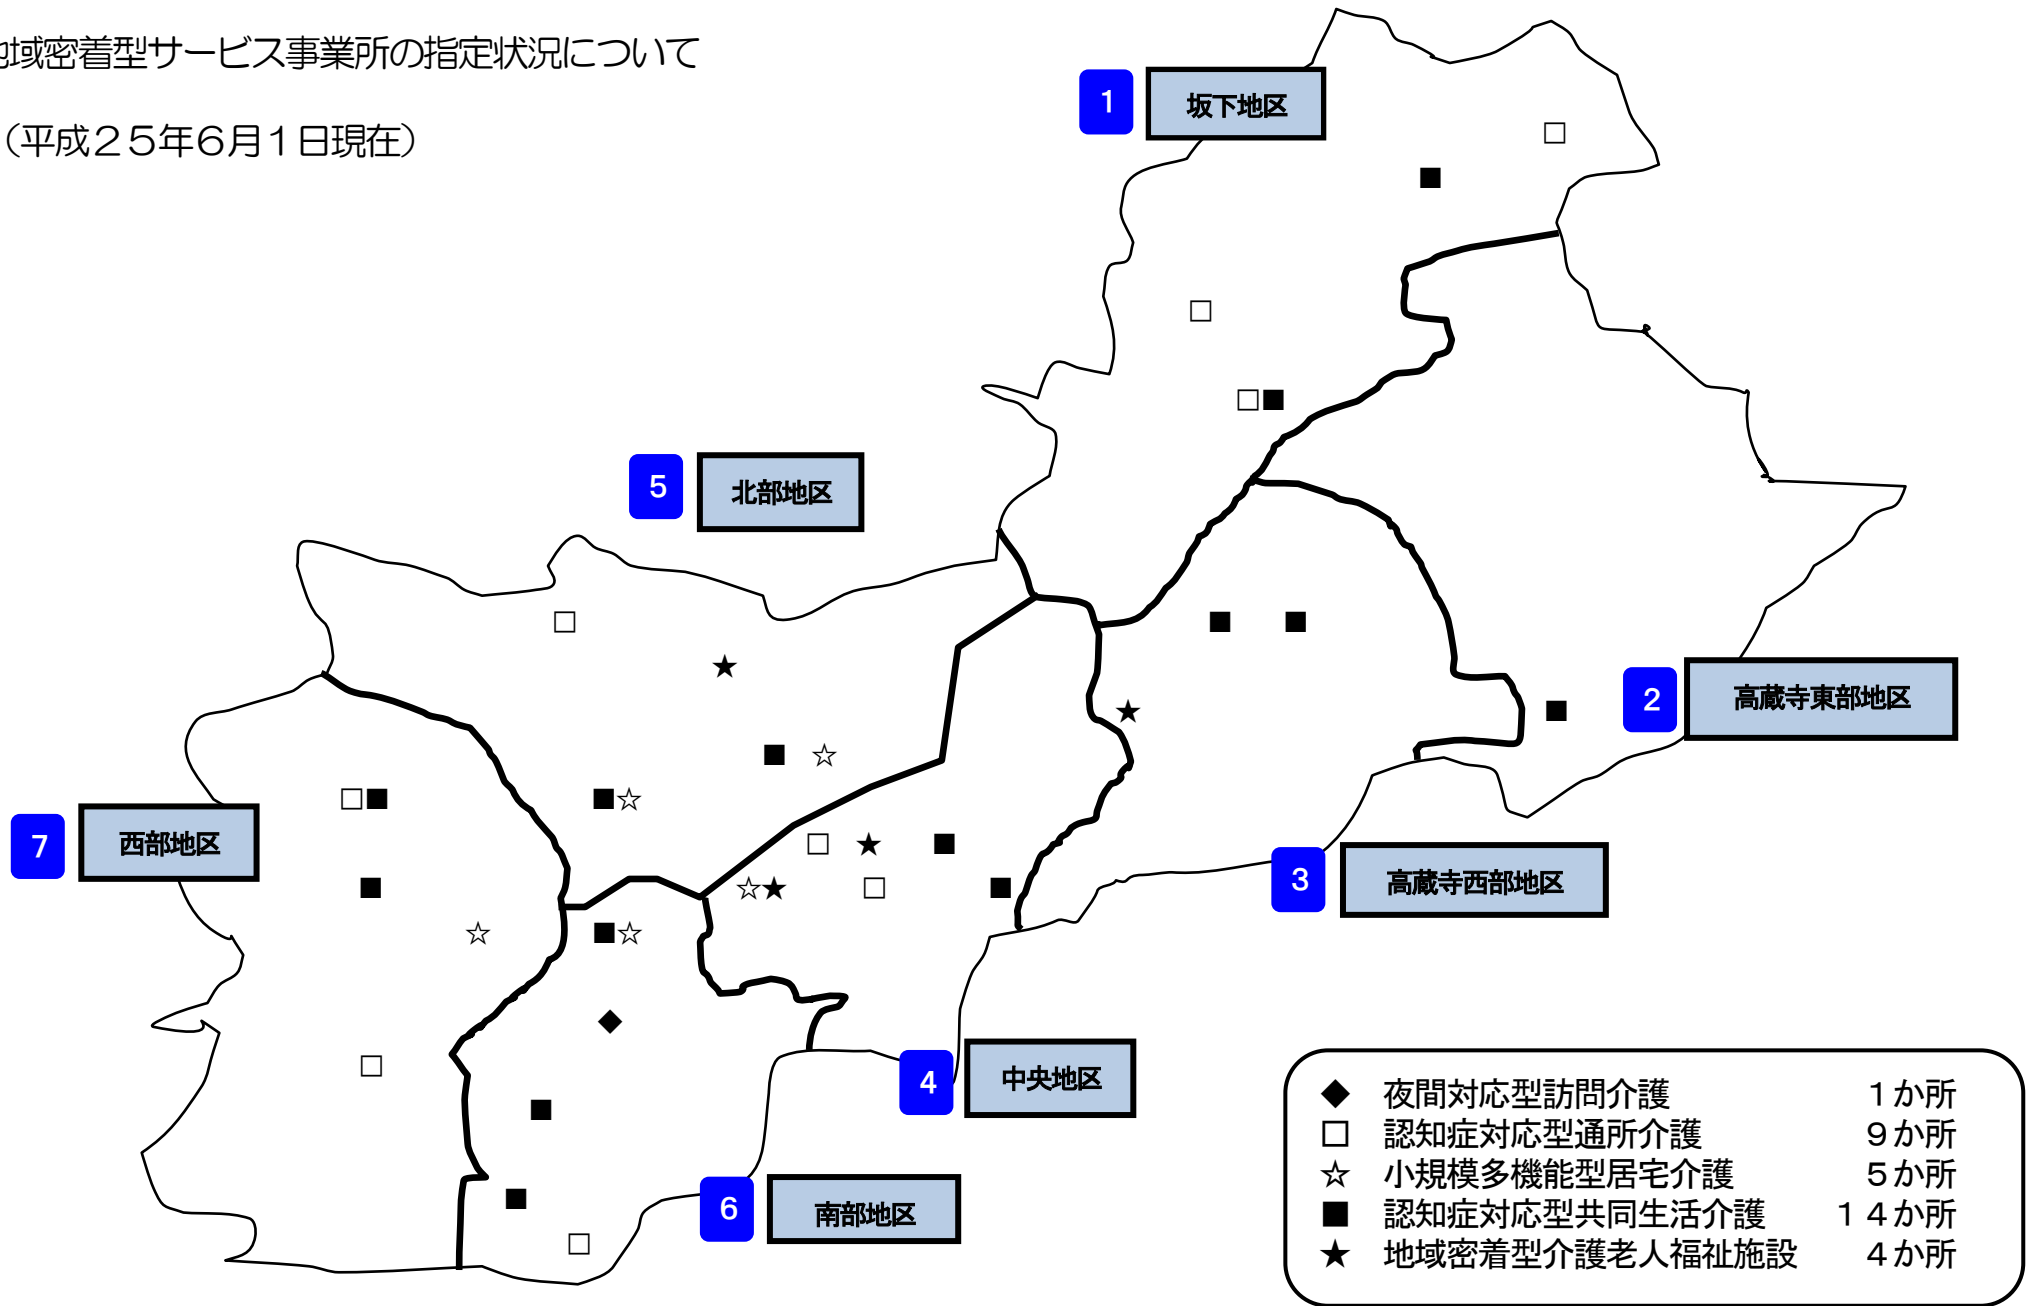 地域密着型サービス事業所の指定状況について
（平成２５年６月１日現在）
1 坂下地区
5 北部地区
2 高蔵寺東部地区
7 西部地区
3 高蔵寺西部地区
4 中央地区
6 南部地区
◆ 夜間対応型訪問介護 １か所
□ 認知症対応型通所介護 ９か所
☆ 小規模多機能型居宅介護 ５か所
■ 認知症対応型共同生活介護 １４か所
★ 地域密着型介護老人福祉施設 ４か所